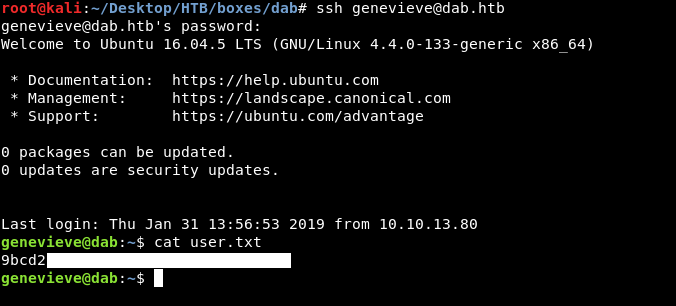 root@kali:~/Desktop/HTB/boxes/dab# ssh genevieve@dab.htb
genevieve@dab.htb's password:
Welcome to Ubuntu 16.04.5 LTS (GNU/Linux 4.4.0-133-generic x86_64)
* Documentation:  https://help.ubuntu.com
* Management:     https://landscape.canonical.com
* Support:        https://ubuntu.com/advantage
0 packages can be updated.
0 updates are security updates.
Last login: Thu Jan 31 13:56:53 2019 from 10.10.13.80
genevieve@dab:~$ cat user.txt
9bcd2
genevieve@dab:~$